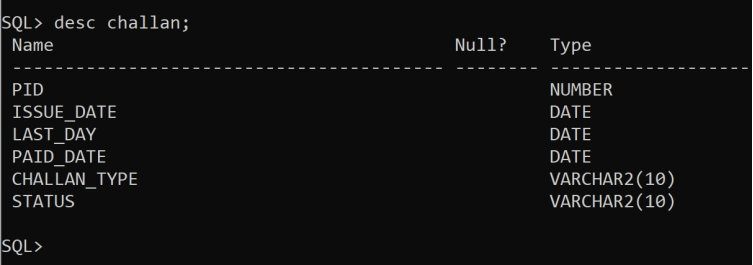 SQL> desc challan;
Name Null? Type
----------------------------------------- -------- ------------------
PID NUMBER
ISSUE_DATE DATE
LAST_DAY DATE
PAID_DATE DATE
CHALLAN_TYPE VARCHAR2(10)
STATUS VARCHAR2(10)
SQL>